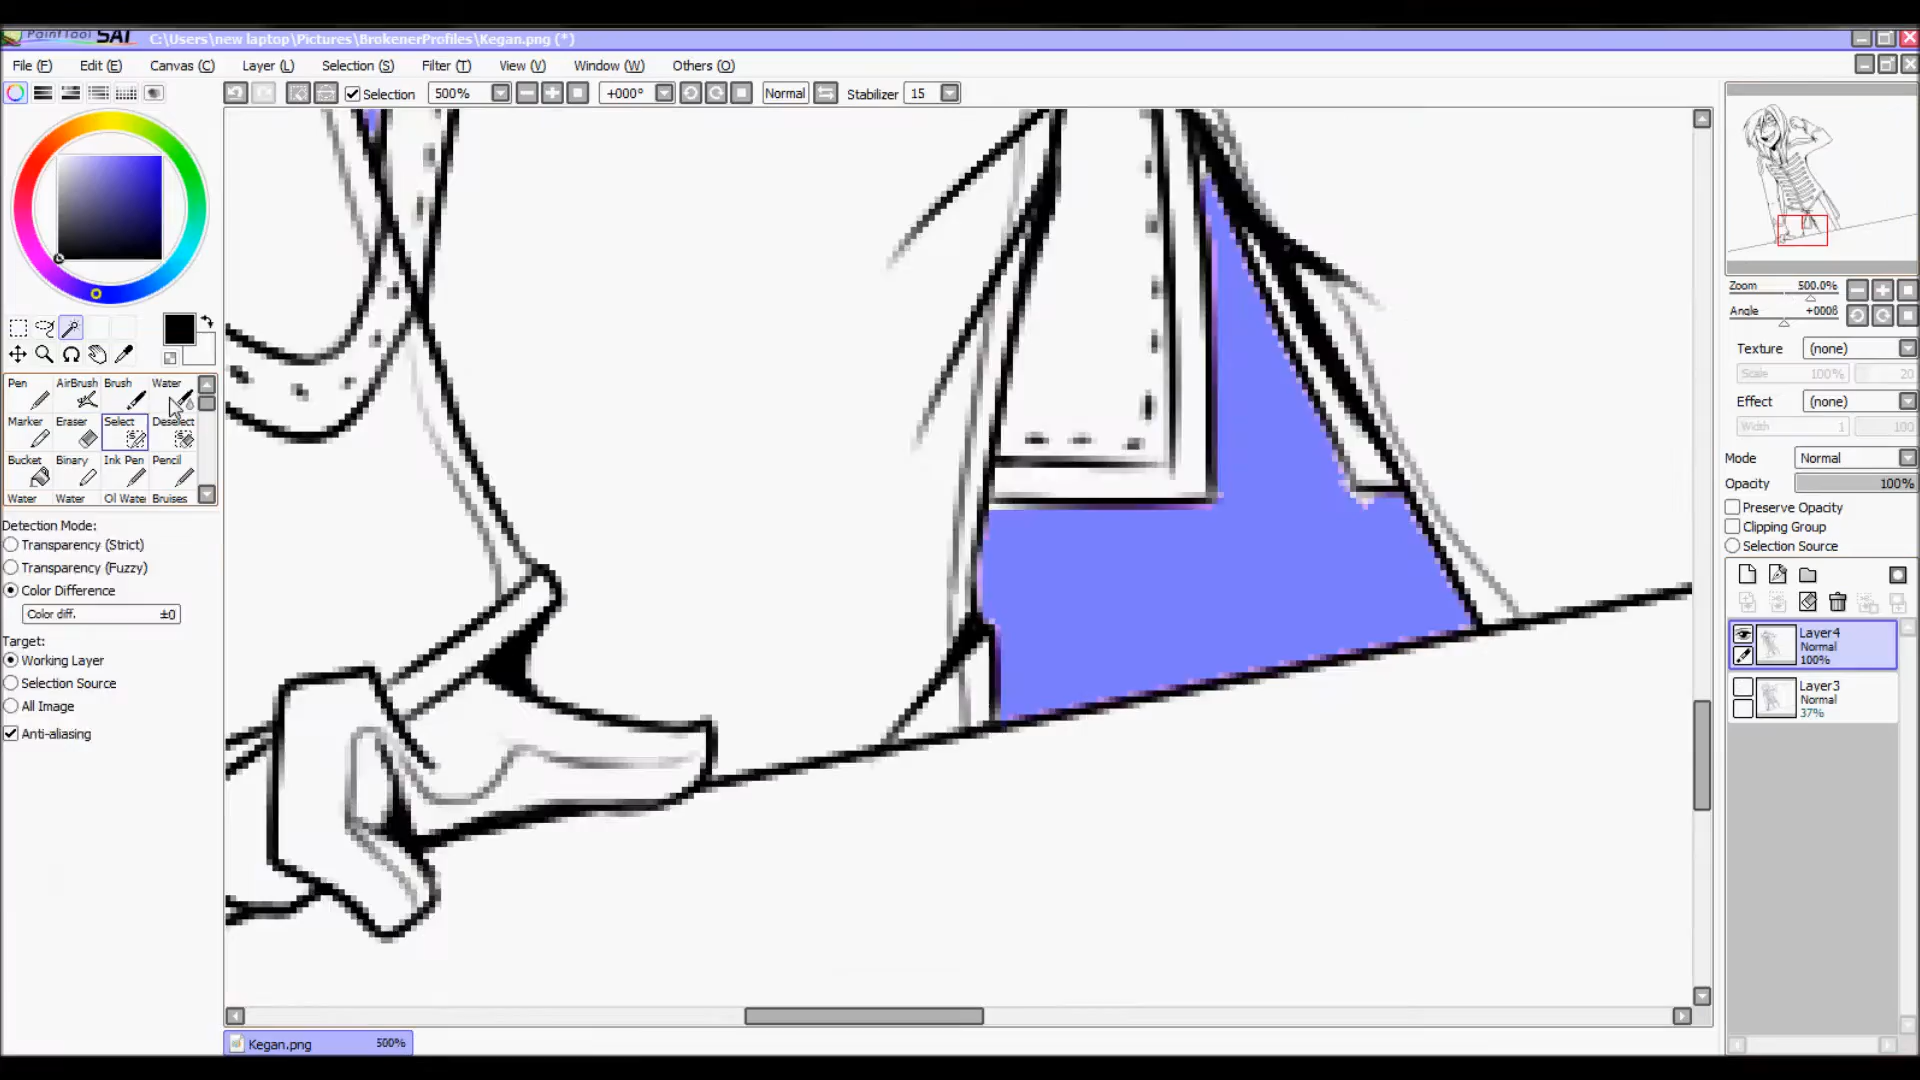 PaintTool SAI C:\Users\new laptop\Pictures\BrokenerProfiles\Kegan.png (*)
File (F) Edit (E) Canvas (C) Layer (L) Selection (S) Filter (T) View (V) Window (W) Others (O)
Selection 500% +000° Normal Stabilizer 15
Zoom 500.0%
Angle +0008
Texture (none)
Scale 100% 20
Effect (none)
Width 1 100
Mode Normal
Opacity 100%
Preserve Opacity
Clipping Group
Selection Source
Layer4
Normal
100%
Layer3
Normal
37%
Pen AirBrush Brush Water
Marker Eraser Select Deselect
Bucket Binary Ink Pen Pencil
Water Water Ol Wate Bruises
Detection Mode:
Transparency (Strict)
Transparency (Fuzzy)
Color Difference
Color diff. ±0
Target:
Working Layer
Selection Source
All Image
Anti-aliasing
Kegan.png 500%